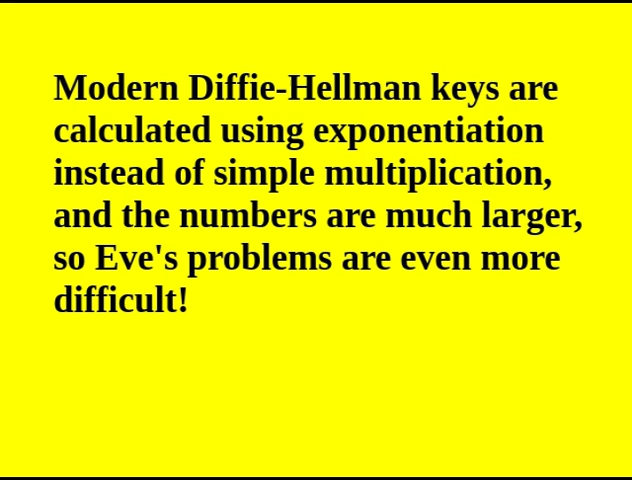 Modern Diffie-Hellman keys are
calculated using exponentiation
instead of simple multiplication,
and the numbers are much larger,
so Eve's problems are even more
difficult!